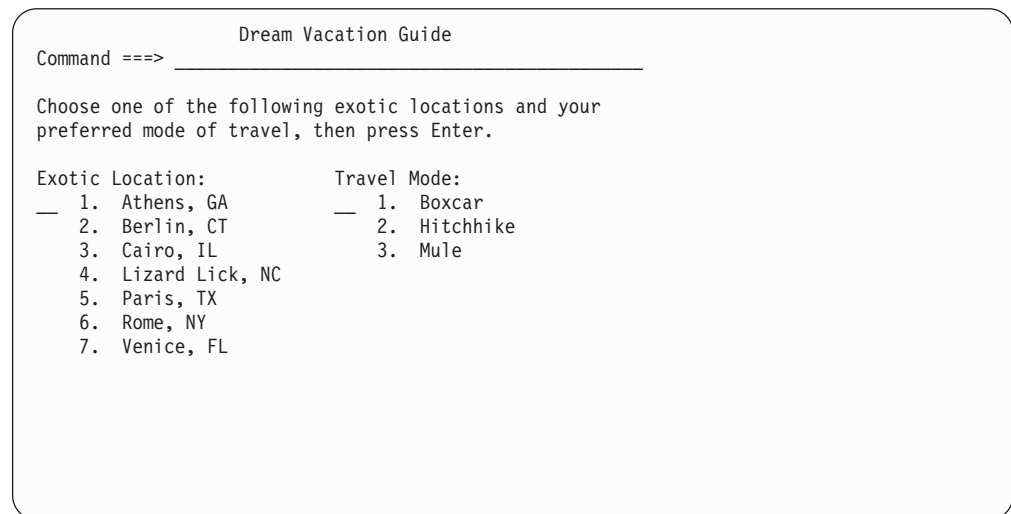 Dream Vacation Guide
Command ===> ____________________________________________
Choose one of the following exotic locations and your
preferred mode of travel, then press Enter.
Exotic Location:             Travel Mode:
__  1.  Athens, GA           __  1.  Boxcar
    2.  Berlin, CT               2.  Hitchhike
    3.  Cairo, IL                3.  Mule
    4.  Lizard Lick, NC
    5.  Paris, TX
    6.  Rome, NY
    7.  Venice, FL